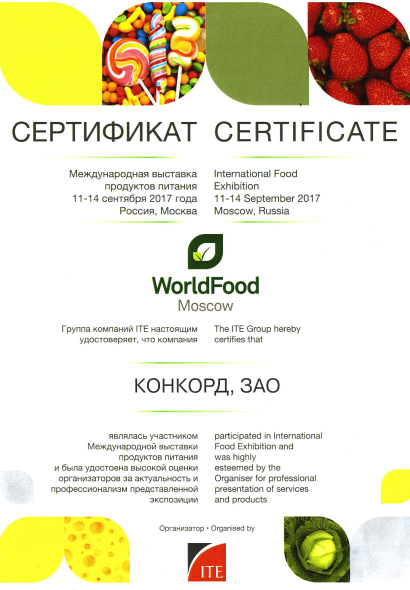 СЕРТИФИКАТ CERTIFICATE
Международная выставка
продуктов питания
11-14 сентября 2017 года
Россия, Москва
International Food
Exhibition
11-14 September 2017
Moscow, Russia
WorldFood
Moscow
Группа компаний ITE настоящим
удостоверяет, что компания
The ITE Group hereby
certifies that
КОНКОРД, ЗАО
являлась участником
Международной выставки
продуктов питания
и была удостоена высокой оценки
организаторов за актуальность и
профессионализм представленной
экспозиции
participated in International
Food Exhibition and
was highly
esteemed by the
Organiser for professional
presentation of services
and products
Организатор • Organised by
ITE